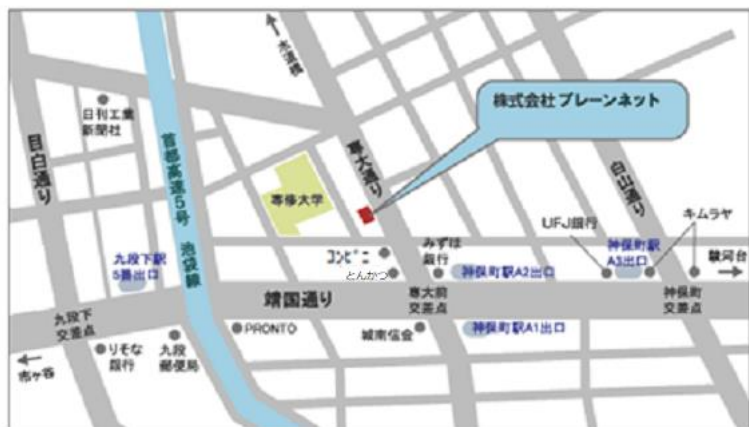 水道橋
株式会社 ブレーンネット
日刊工業
新聞社
目白通り
首都高速5号 池袋線
専大通り
白山通り
専修大学
九段下駅
5番出口
コンビニ
とんかつ
みずほ
銀行
神保町駅A2出口
UFJ銀行
神保町駅
A3出口
キムラヤ
駿河台
九段下
交差点
靖国通り
専大前
交差点
神保町
交差点
市ヶ谷
りそな
銀行
九段
郵便局
PRONTO
城南信金
神保町駅A1出口